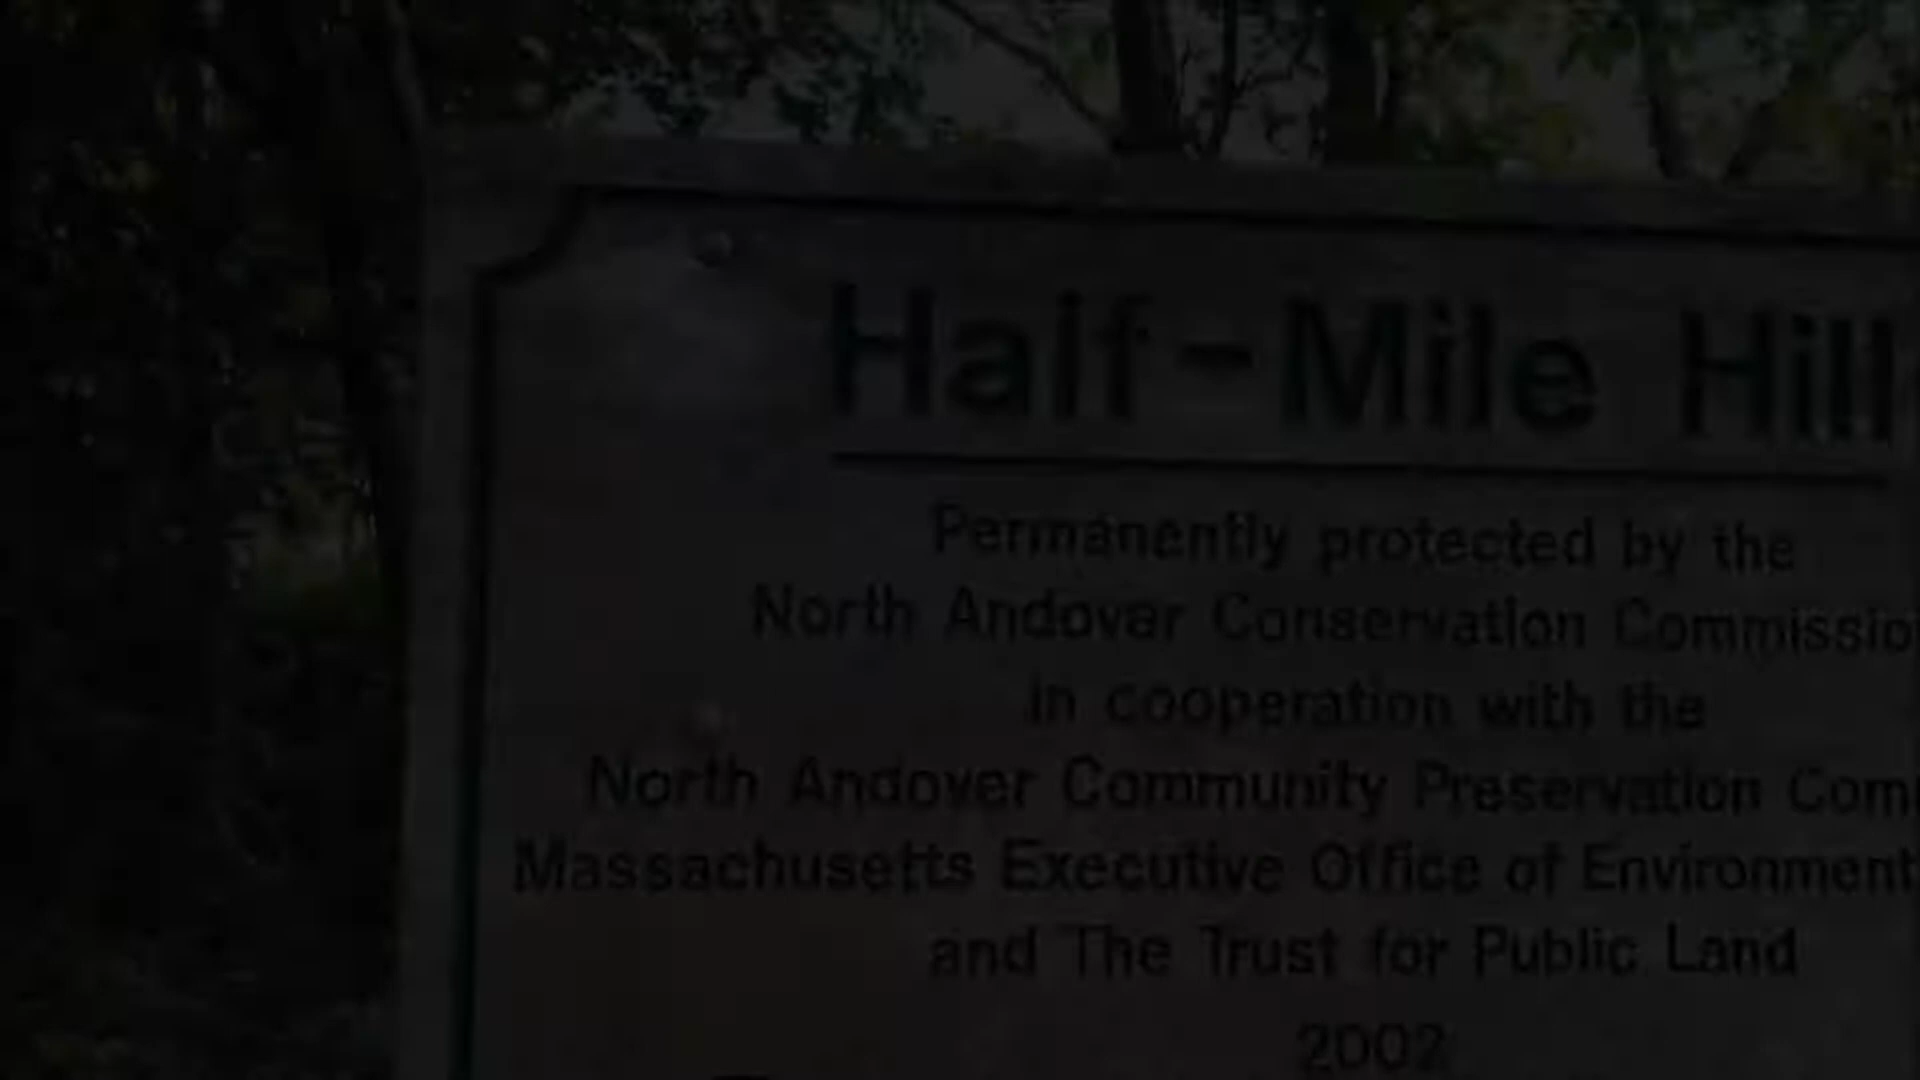 Half-Mile Hill
Permanently protected by the
North Andover Conservation
in cooperation with the
North Andover Community Preservation
Massachusetts Executive Office of
and The Trust for Public Land
2002